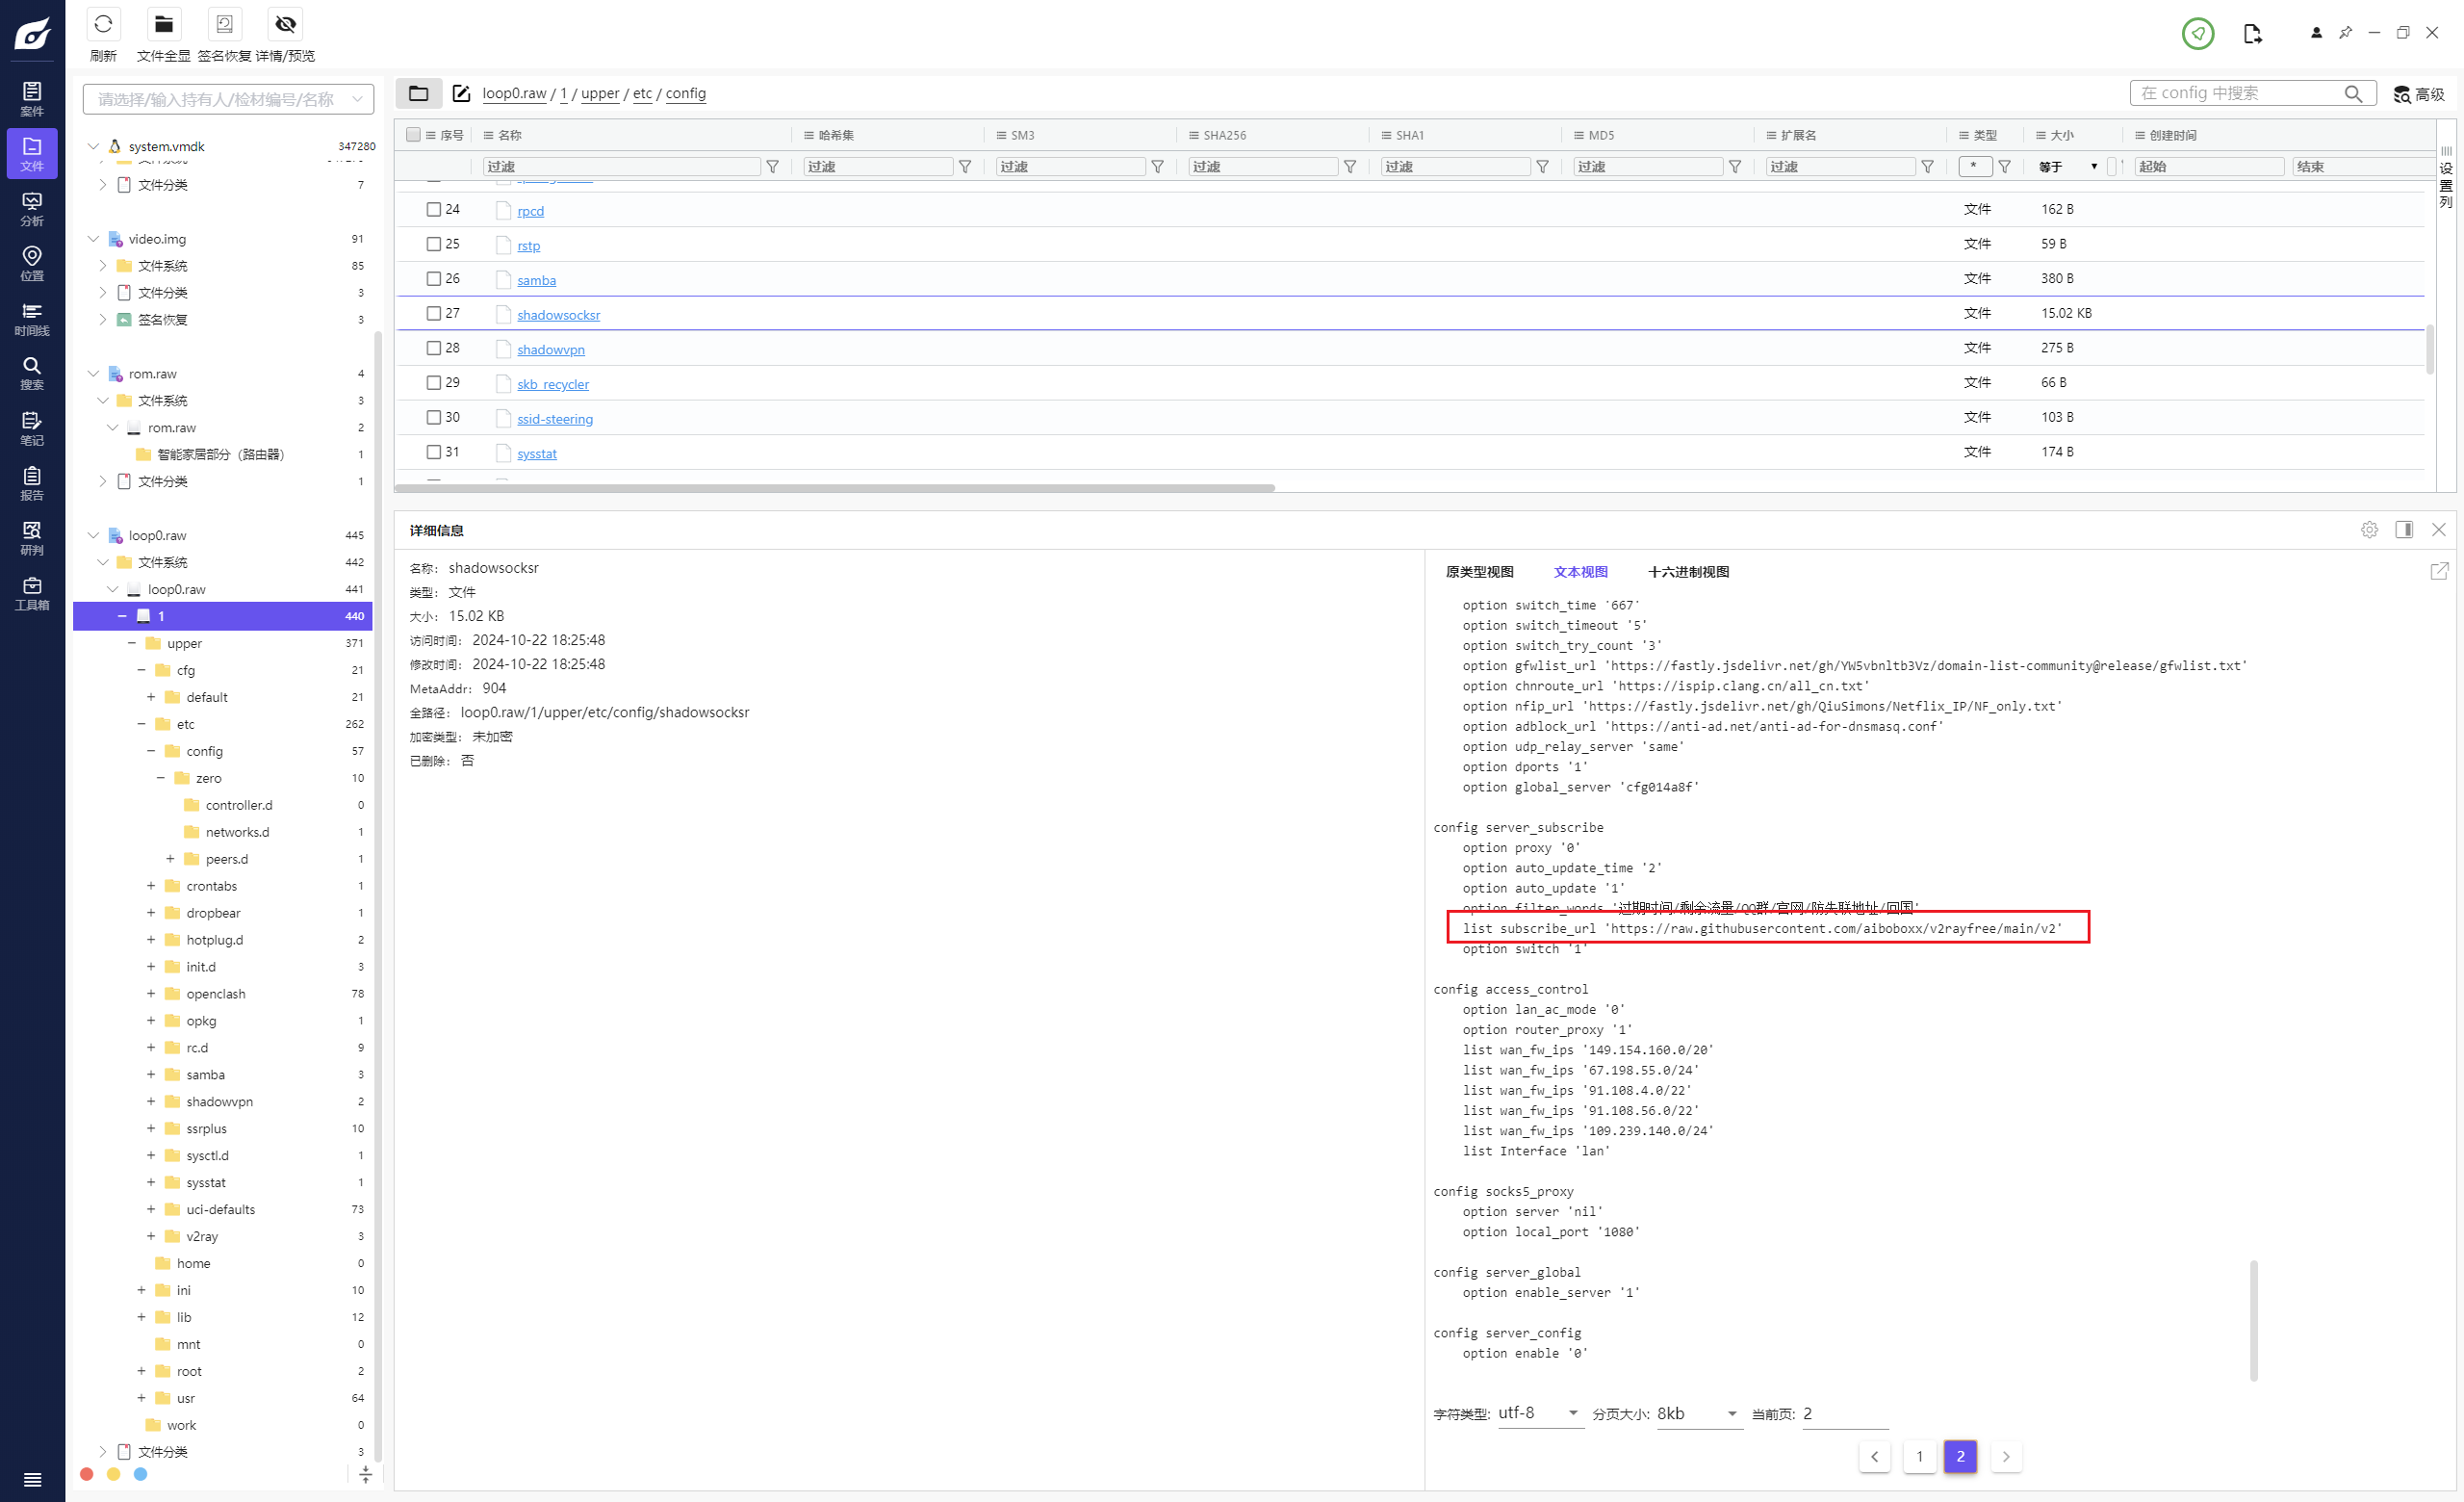 刷新
文件全显
签名恢复
详情/预览
案件
文件
分析
位置
时间线
搜索
笔记
报告
研判
工具箱
请选择/输入持有人/检材编号/名称
system.vmdk 347280
文件分类 7
video.img 91
文件系统 85
文件分类 3
签名恢复 3
rom.raw 4
文件系统 3
rom.raw 2
智能家居部分（路由器） 1
文件分类 1
loop0.raw 445
文件系统 442
loop0.raw 441
1 440
upper 371
cfg 21
default 21
etc 262
config 57
zero 10
controller.d 0
networks.d 1
peers.d 1
crontabs 1
dropbear 1
hotplug.d 2
init.d 3
openclash 78
opkg 1
rc.d 9
samba 3
shadowvpn 2
ssrplus 10
sysctl.d 1
sysstat 1
uci-defaults 73
v2ray 3
home 0
ini 10
lib 12
mnt 0
root 2
usr 64
work 0
文件分类 3
loop0.raw / 1 / upper / etc / config
在 config 中搜索
高级
序号 名称 哈希集 SM3 SHA256 SHA1 MD5 扩展名 类型 大小 创建时间
过滤 过滤 过滤 过滤 过滤 过滤 过滤 * 等于 起始 结束
设置列
24 rpcd 文件 162 B
25 rstp 文件 59 B
26 samba 文件 380 B
27 shadowsocksr 文件 15.02 KB
28 shadowvpn 文件 275 B
29 skb_recycler 文件 66 B
30 ssid-steering 文件 103 B
31 sysstat 文件 174 B
详细信息
名称: shadowsocksr
类型: 文件
大小: 15.02 KB
访问时间: 2024-10-22 18:25:48
修改时间: 2024-10-22 18:25:48
MetaAddr: 904
全路径: loop0.raw/1/upper/etc/config/shadowsocksr
加密类型: 未加密
已删除: 否
原类型视图 文本视图 十六进制视图
option switch_time '667'
option switch_timeout '5'
option switch_try_count '3'
option gfwlist_url 'https://fastly.jsdelivr.net/gh/YW5vbnltb3Vz/domain-list-community@release/gfwlist.txt'
option chnroute_url 'https://ispip.clang.cn/all_cn.txt'
option nfip_url 'https://fastly.jsdelivr.net/gh/QiuSimons/Netflix_IP/NF_only.txt'
option adblock_url 'https://anti-ad.net/anti-ad-for-dnsmasq.conf'
option udp_relay_server 'same'
option dports '1'
option global_server 'cfg014a8f'
config server_subscribe
option proxy '0'
option auto_update_time '2'
option auto_update '1'
option filter_words '过期时间/剩余流量/QQ群/官网/防失联地址/回国'
list subscribe_url 'https://raw.githubusercontent.com/aiboboxx/v2rayfree/main/v2'
option switch '1'
config access_control
option lan_ac_mode '0'
option router_proxy '1'
list wan_fw_ips '149.154.160.0/20'
list wan_fw_ips '67.198.55.0/24'
list wan_fw_ips '91.108.4.0/22'
list wan_fw_ips '91.108.56.0/22'
list wan_fw_ips '109.239.140.0/24'
list Interface 'lan'
config socks5_proxy
option server 'nil'
option local_port '1080'
config server_global
option enable_server '1'
config server_config
option enable '0'
字符类型: utf-8 分页大小: 8kb 当前页: 2
1 2